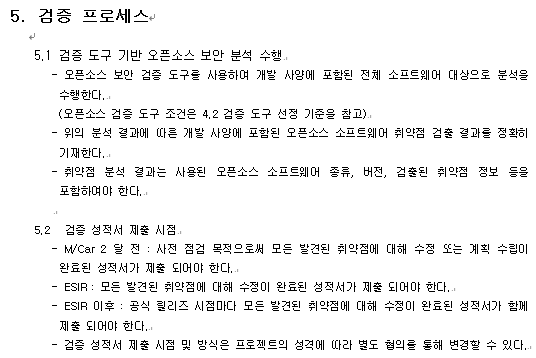 5. 검증 프로세스
5.1 검증 도구 기반 오픈소스 보안 분석 수행
- 오픈소스 보안 검증 도구를 사용하여 개발 사양에 포함된 전체 소프트웨어 대상으로 분석을
수행한다.
(오픈소스 검증 도구 조건은 4.2 검증 도구 선정 기준을 참고)
- 위의 분석 결과에 따른 개발 사양에 포함된 오픈소스 소프트웨어 취약점 검출 결과를 정확히
기재한다.
- 취약점 분석 결과는 사용된 오픈소스 소프트웨어 종류, 버전, 검출된 취약점 정보 등을
포함하여야 한다.
5.2 검증 성적서 제출 시점
- M/Car 2 달 전 : 사전 점검 목적으로써 모든 발견된 취약점에 대해 수정 또는 계획 수립이
완료된 성적서가 제출 되어야 한다.
- ESIR : 모든 발견된 취약점에 대해 수정이 완료된 성적서가 제출 되어야 한다.
- ESIR 이후 : 공식 릴리즈 시점마다 모든 발견된 취약점에 대해 수정이 완료된 성적서가 함께
제출 되어야 한다.
- 검증 성적서 제출 시점 및 방식은 프로젝트의 성격에 따라 별도 협의를 통해 변경할 수 있다.